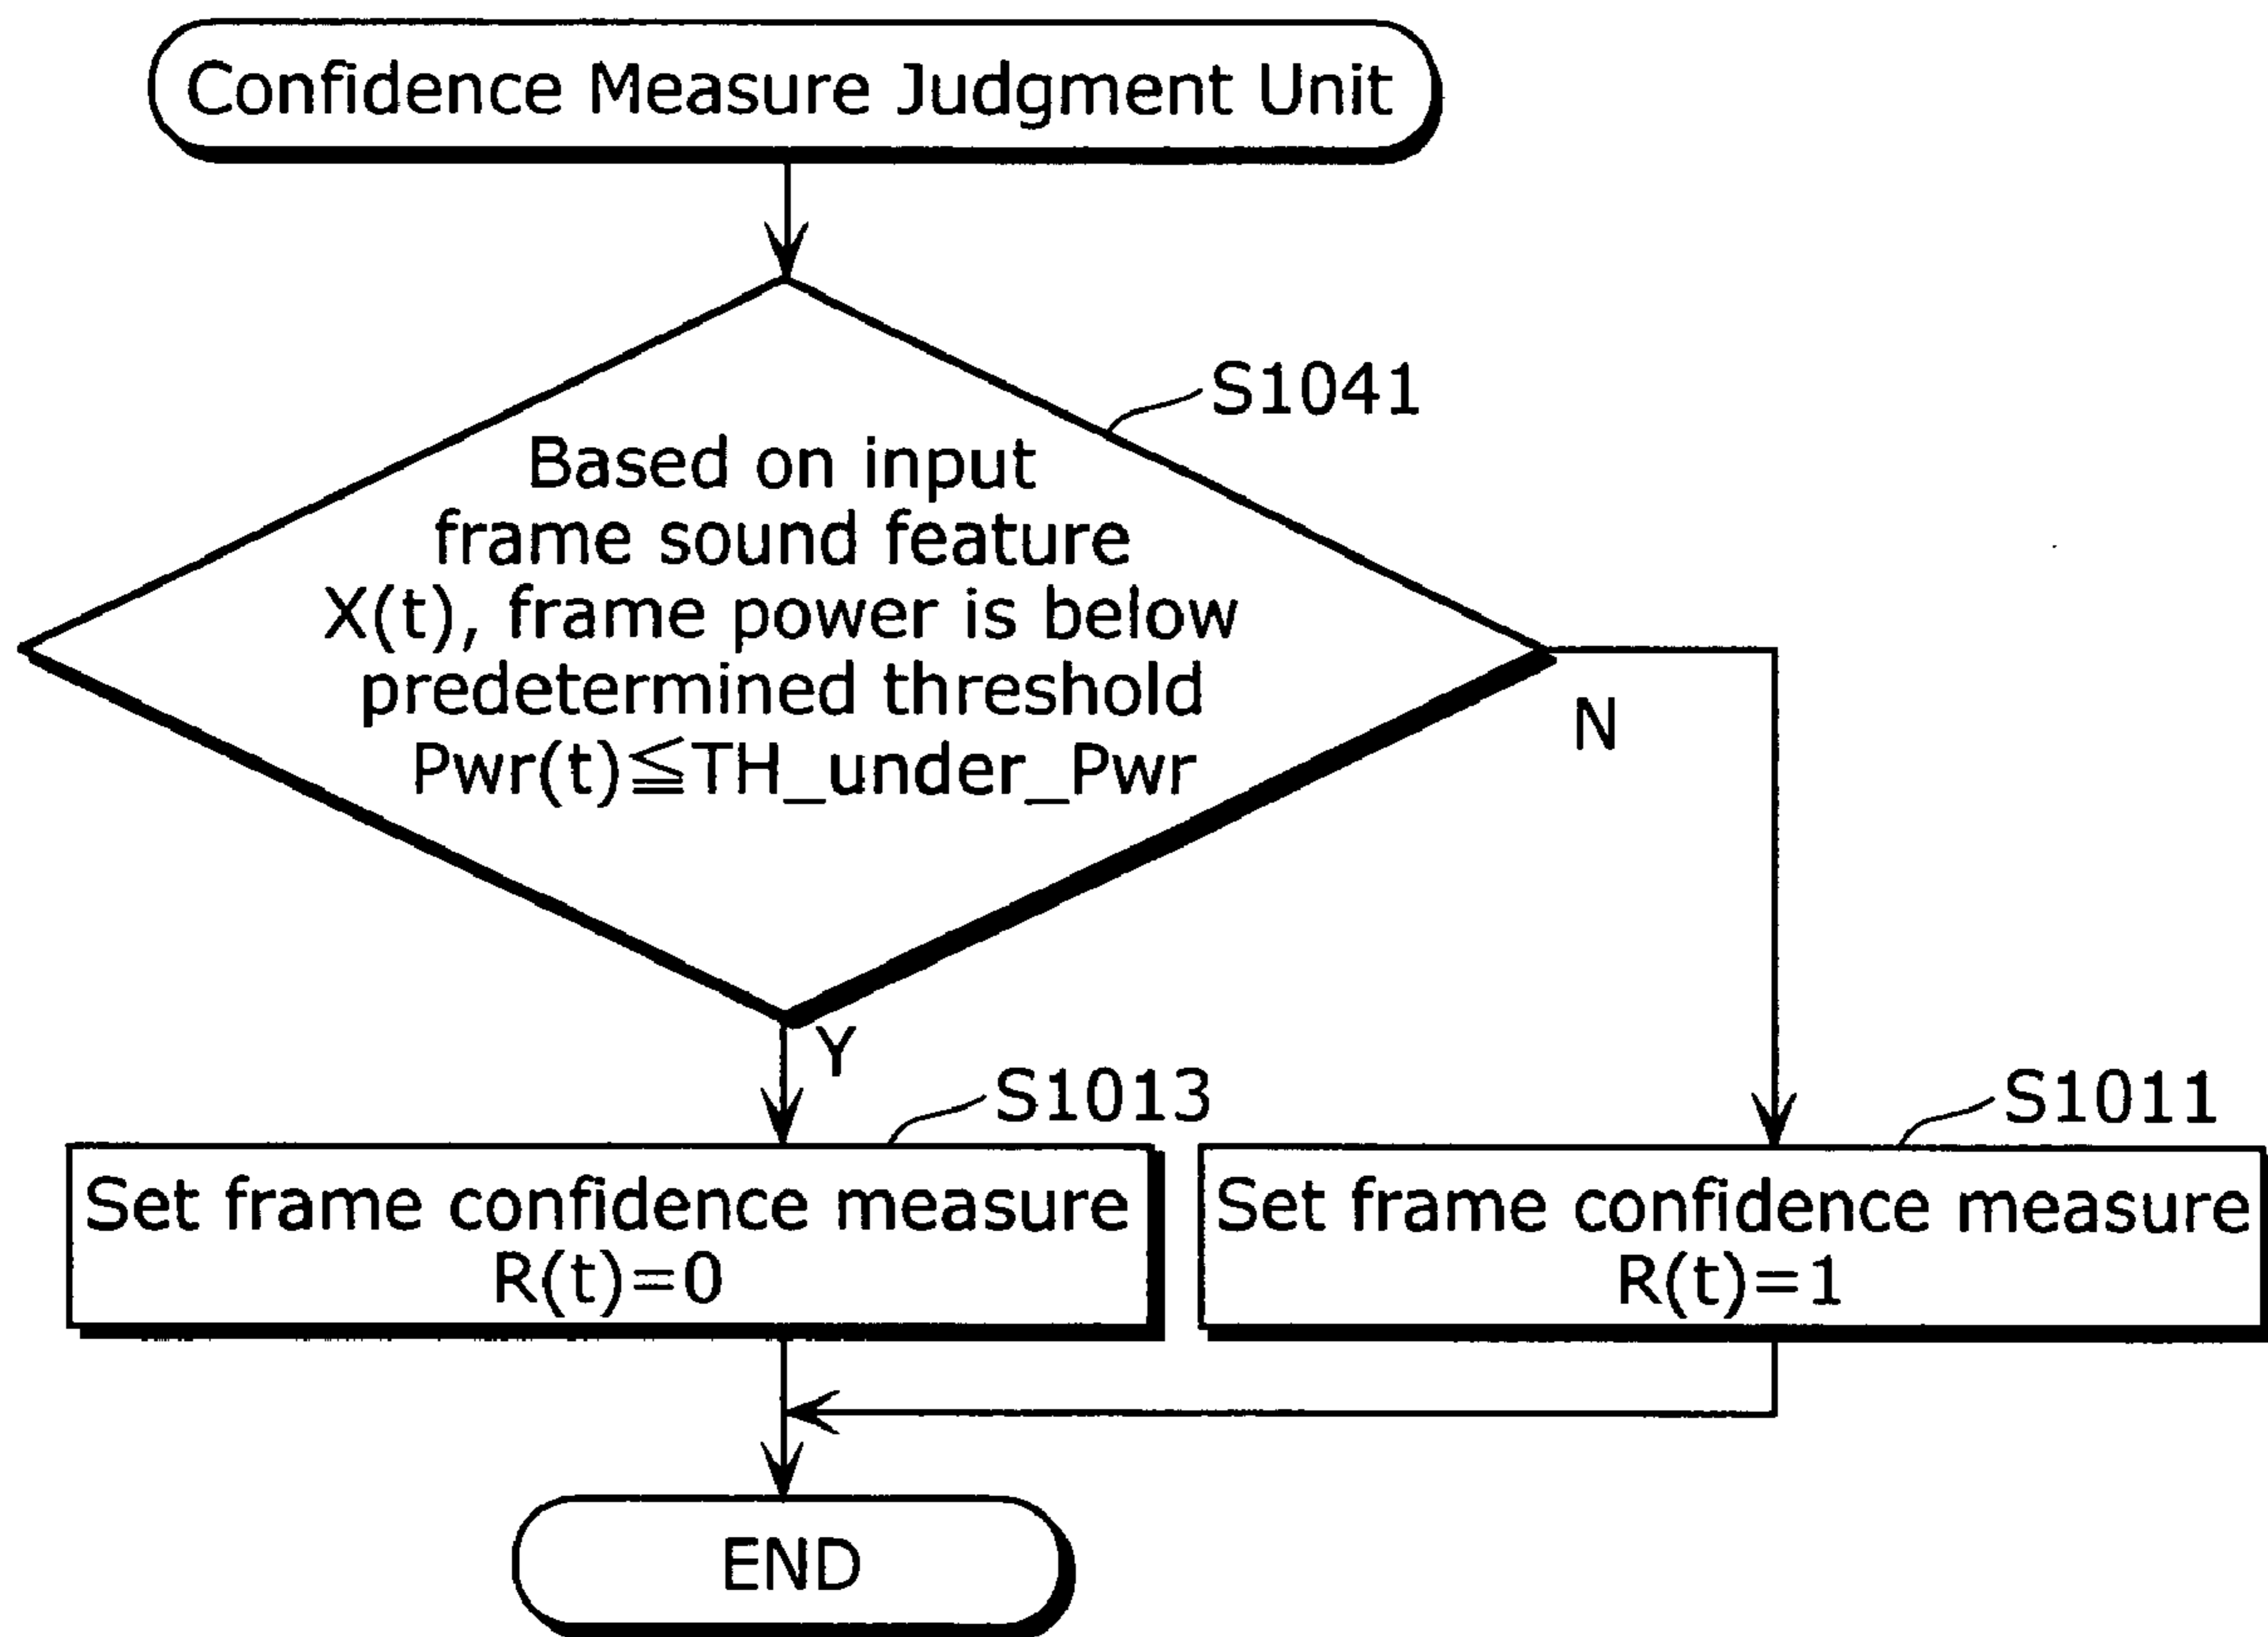 Confidence Measure Judgment Unit
S1041
Based on input
frame sound feature
X(t), frame power is below
predetermined threshold
Pwr(t)≦TH_under_Pwr
N
Y
S1013
S1011
Set frame confidence measure
R(t)=0
Set frame confidence measure
R(t)=1
END